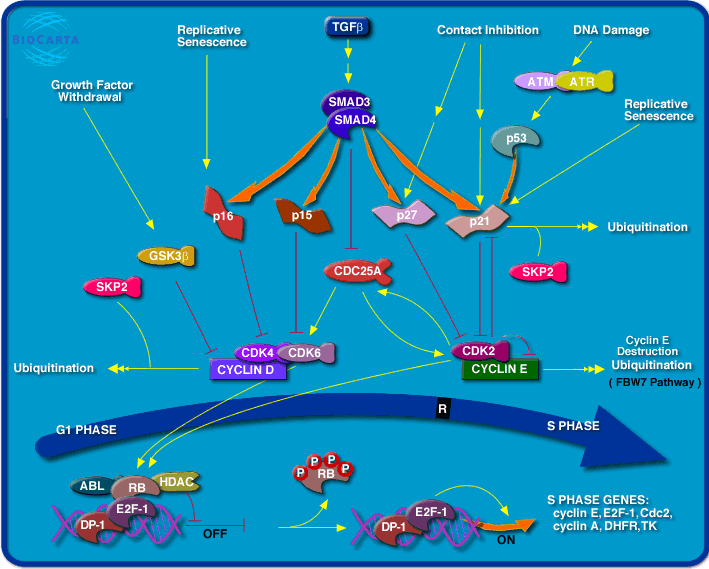 BIOCARTA
Replicative
Senescence
TGFβ
Contact Inhibition
DNA Damage
Growth Factor
Withdrawal
ATM
ATR
SMAD3
SMAD4
Replicative
Senescence
p53
p16
p15
p27
p21
Ubiquitination
GSK3β
SKP2
CDC25A
SKP2
CDK4
CDK6
CYCLIN D
Ubiquitination
CDK2
CYCLIN E
Cyclin E
Destruction
Ubiquitination
( FBW7 Pathway )
G1 PHASE
R
S PHASE
ABL
RB
HDAC
E2F-1
DP-1
OFF
P
P
P
P
RB
E2F-1
DP-1
ON
S PHASE GENES:
cyclin E,E2F-1,Cdc2,
cyclin A,DHFR,TK